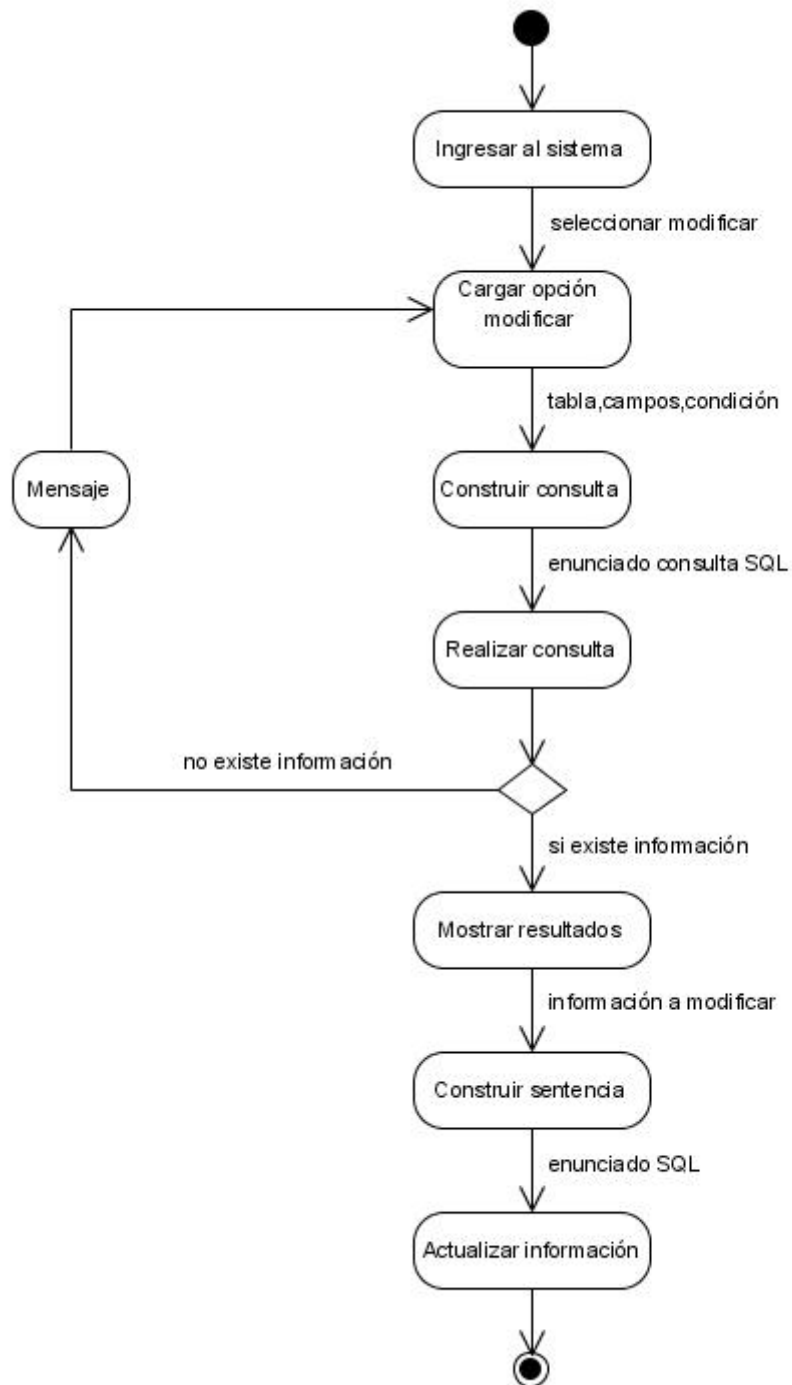 Ingresar al sistema
seleccionar modificar
Cargar opción
modificar
tabla,campos,condición
Mensaje
Construir consulta
enunciado consulta SQL
Realizar consulta
no existe información
si existe información
Mostrar resultados
información a modificar
Construir sentencia
enunciado SQL
Actualizar información